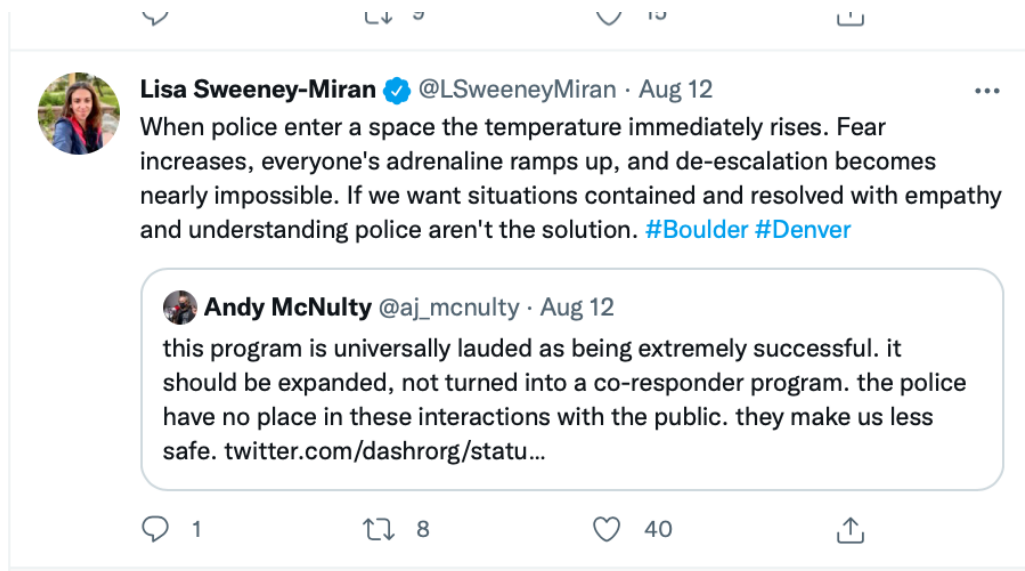 9 15
Lisa Sweeney-Miran @LSweeneyMiran · Aug 12
When police enter a space the temperature immediately rises. Fear
increases, everyone's adrenaline ramps up, and de-escalation becomes
nearly impossible. If we want situations contained and resolved with empathy
and understanding police aren't the solution. #Boulder #Denver
Andy McNulty @aj_mcnulty · Aug 12
this program is universally lauded as being extremely successful. it
should be expanded, not turned into a co-responder program. the police
have no place in these interactions with the public. they make us less
safe. twitter.com/dashrorg/statu...
1 8 40